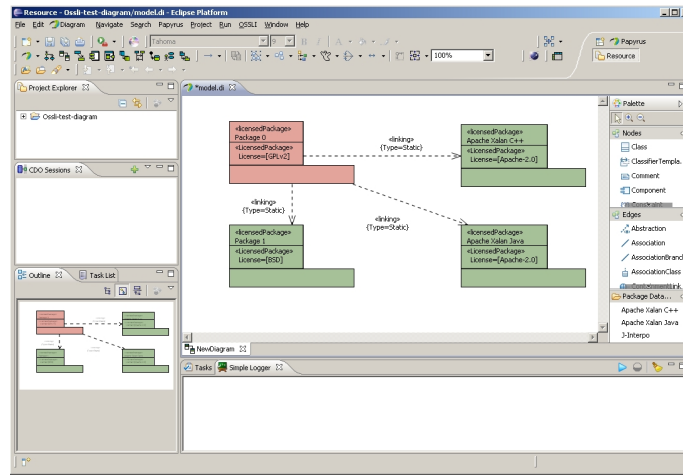 Resource - Ossli-test-diagram/model.di - Eclipse Platform
File Edit Diagram Navigate Search Papyrus Project Run OSSLI Window Help
Tahoma 9
100%
Papyrus
Resource
Project Explorer
Ossli-test-diagram
CDO Sessions
Outline Task List
*model.di
«licensedPackage»
Package 0
«LicensedPackage»
License=[GPLv2]
«linking»
{Type=Static}
«licensedPackage»
Apache Xalan C++
«LicensedPackage»
License=[Apache-2.0]
«linking»
{Type=Static}
«linking»
{Type=Static}
«licensedPackage»
Package 1
«LicensedPackage»
License=[BSD]
«licensedPackage»
Apache Xalan Java
«LicensedPackage»
License=[Apache-2.0]
NewDiagram
Palette
Nodes
Class
ClassifierTempla.
Comment
Component
Edges
Abstraction
Association
AssociationBranc
AssociationClass
Package Data...
Apache Xalan C++
Apache Xalan Java
J-Interpo
Tasks Simple Logger